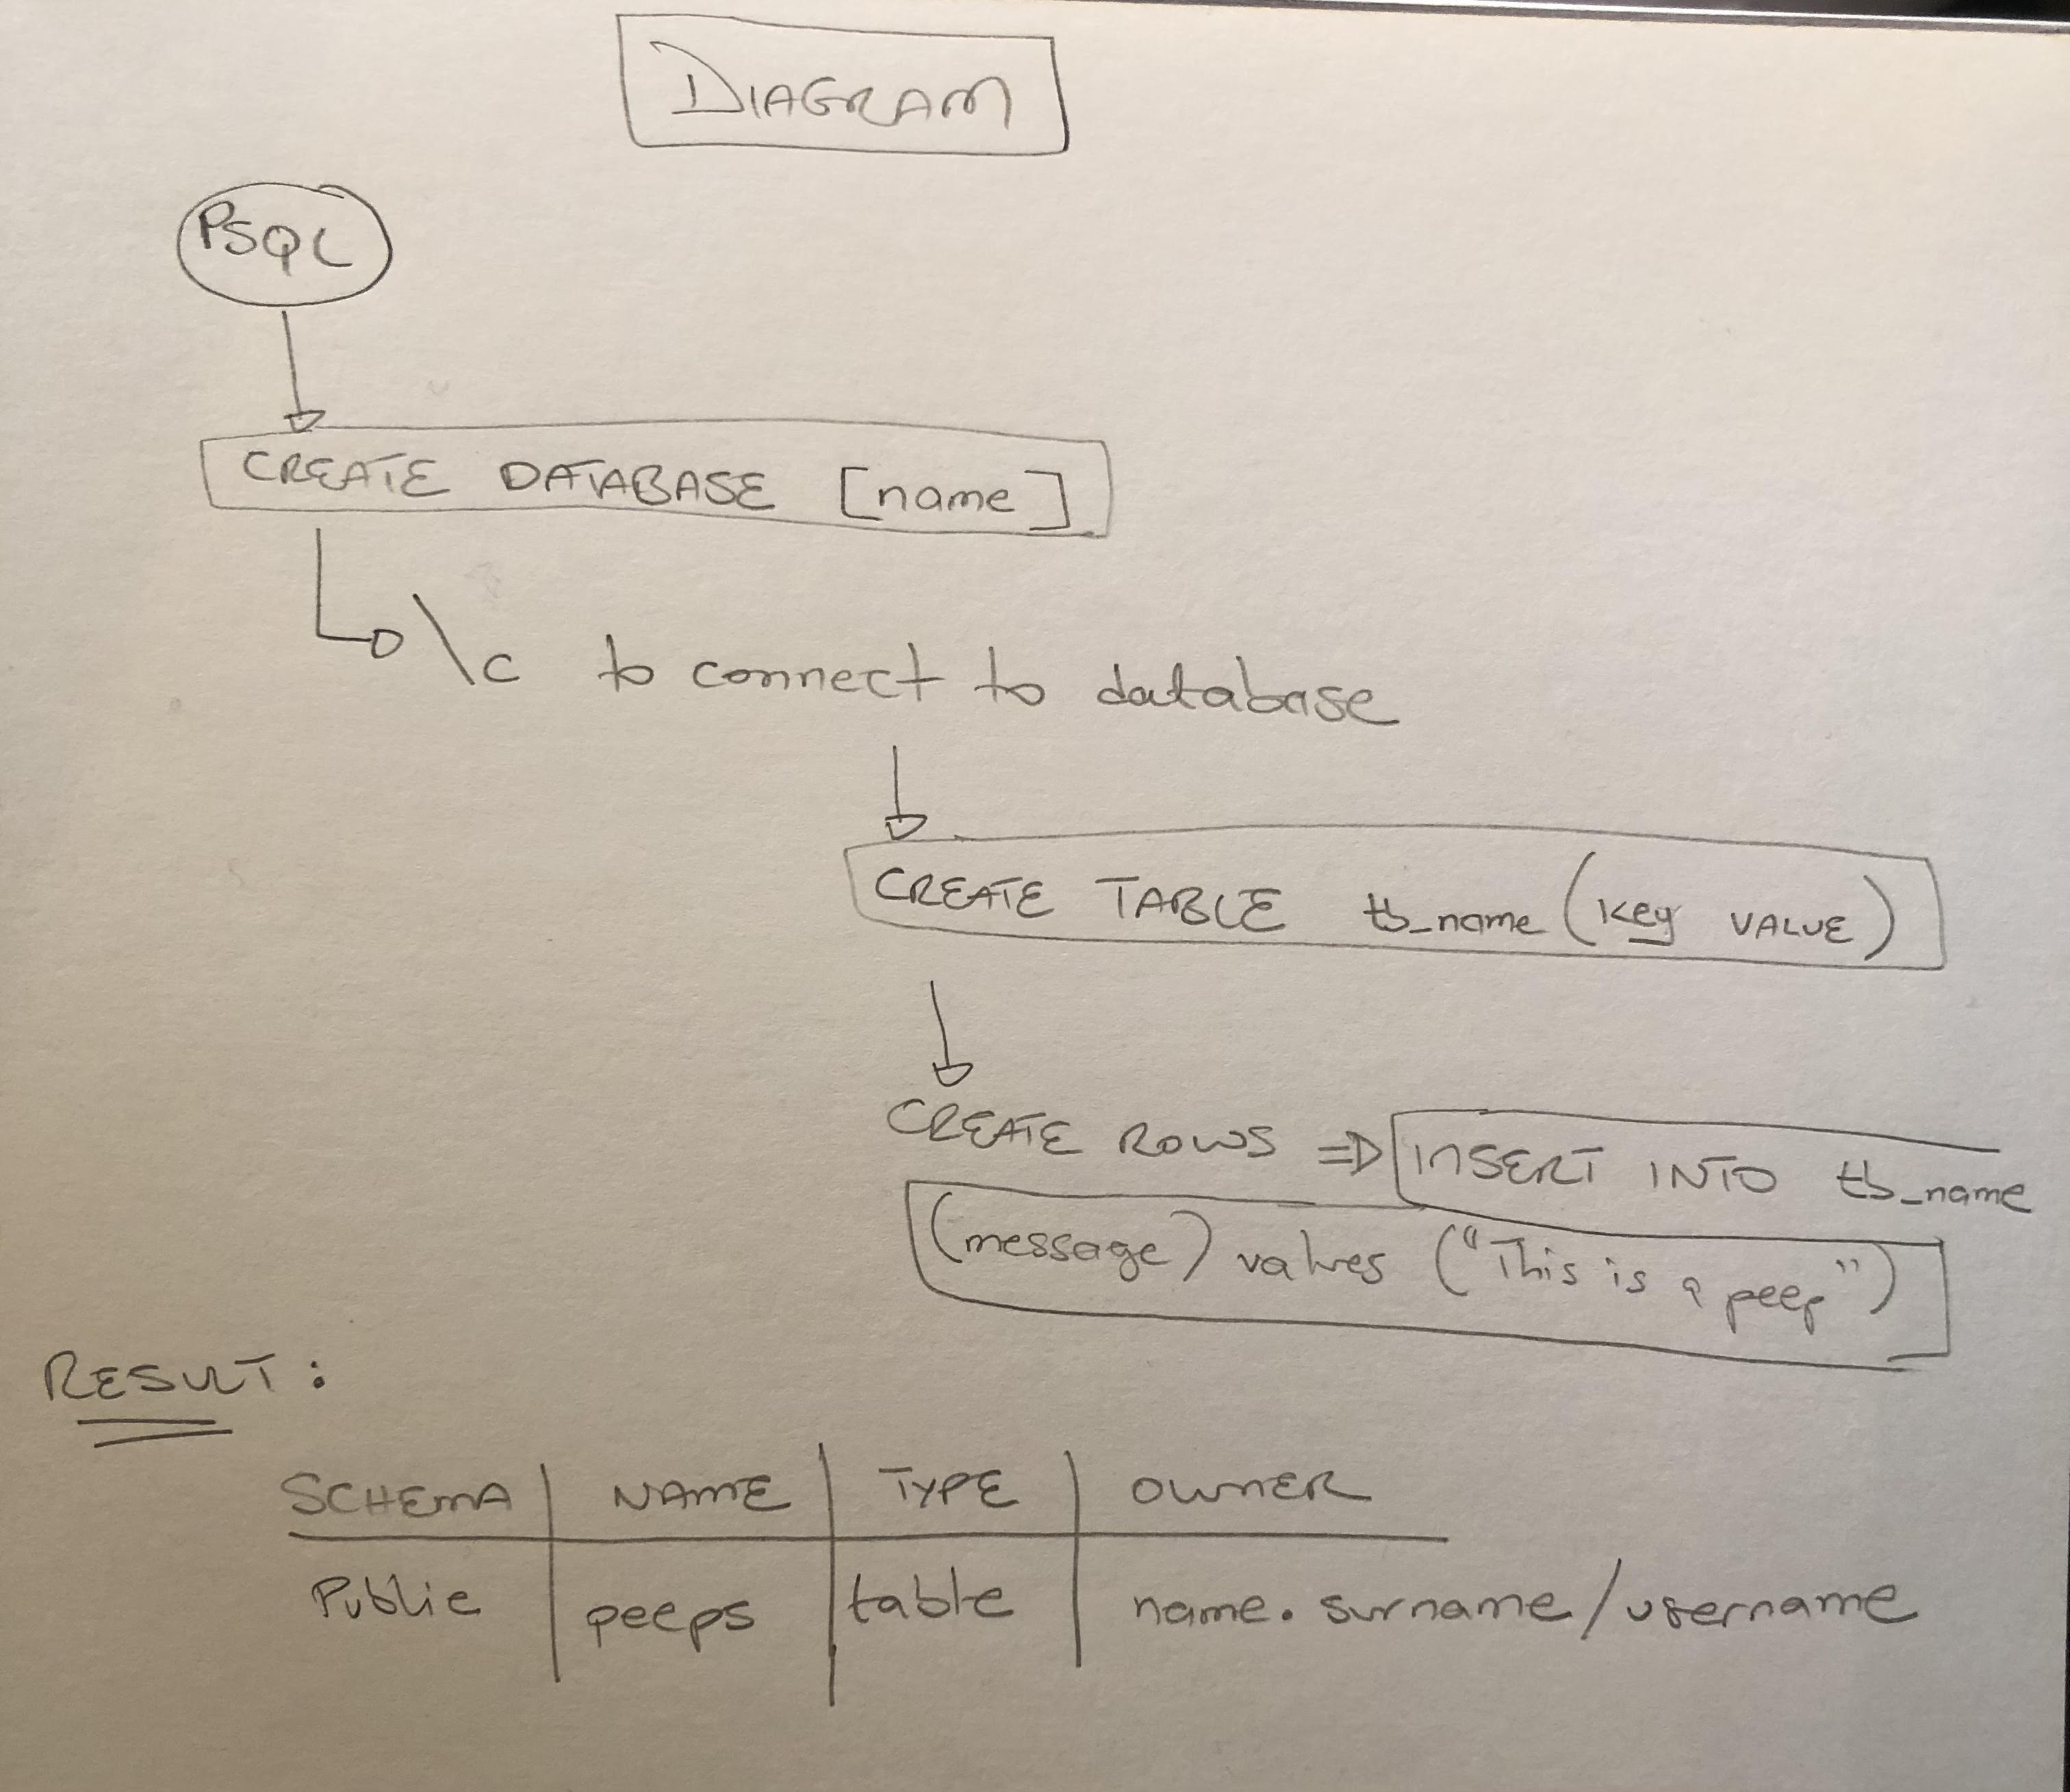 DIAGRAM
PSQL
CREATE DATABASE [name]
\c to connect to database
CREATE TABLE tb_name (key VALUE)
CREATE ROWS => INSERT INTO tb_name
(message) values ("This is a peep")
RESULT:
SCHEMA | NAME | TYPE | OWNER
Public | peeps | table | name.surname/username